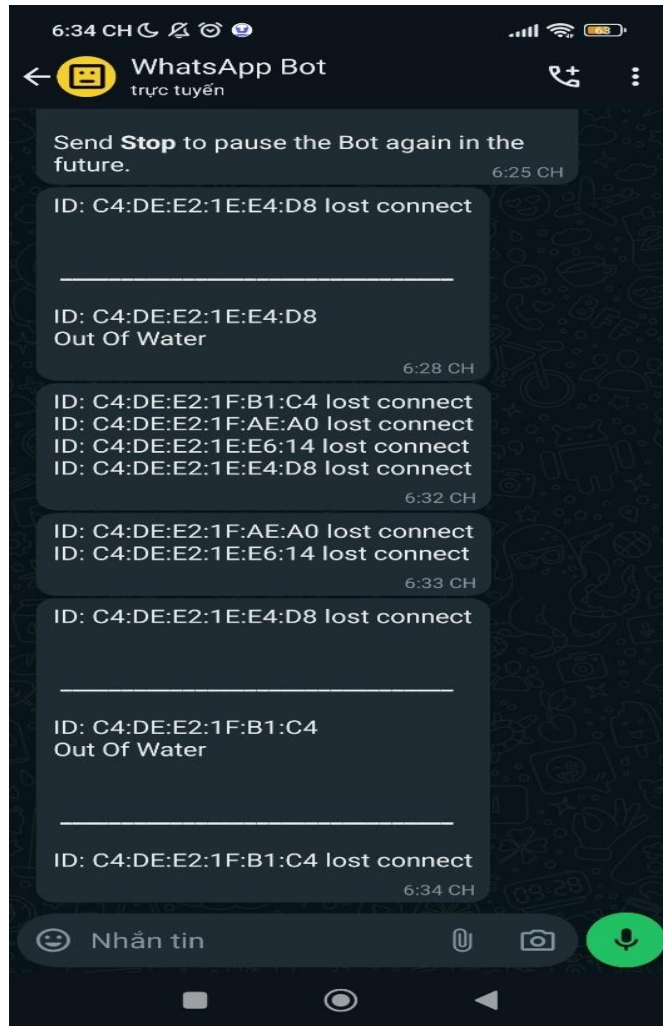 6:34 CH
63
WhatsApp Bot
trực tuyến
Send Stop to pause the Bot again in the
future.
6:25 CH
ID: C4:DE:E2:1E:E4:D8 lost connect
ID: C4:DE:E2:1E:E4:D8
Out Of Water
6:28 CH
ID: C4:DE:E2:1F:B1:C4 lost connect
ID: C4:DE:E2:1F:AE:A0 lost connect
ID: C4:DE:E2:1E:E6:14 lost connect
ID: C4:DE:E2:1E:E4:D8 lost connect
6:32 CH
ID: C4:DE:E2:1F:AE:A0 lost connect
ID: C4:DE:E2:1E:E6:14 lost connect
6:33 CH
ID: C4:DE:E2:1E:E4:D8 lost connect
ID: C4:DE:E2:1F:B1:C4
Out Of Water
ID: C4:DE:E2:1F:B1:C4 lost connect
6:34 CH
Nhắn tin